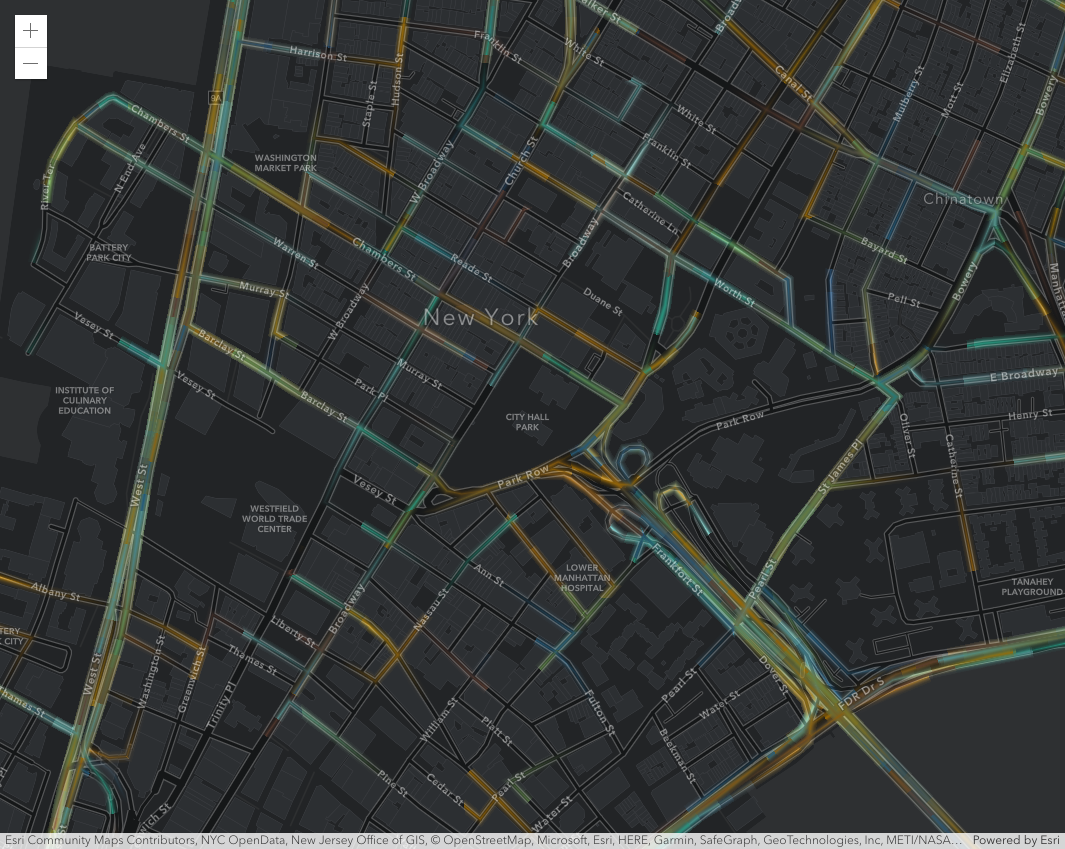 +
−
alker St
Broad
Franklin St
White St
Harrison St
Hudson St
Staple St
Canal St
Elizabeth St
Mott St
Mulberry St
Bowery
9A
Chambers St
White St
Franklin St
WASHINGTON
MARKET PARK
N End Ave
River Ter
W Broadway
Church St
Catherine Ln
Chinatown
BATTERY
PARK CITY
Warren St
Chambers St
Reade St
Broadway
Bayard St
Bowery
Manhatta
Murray St
W Broadway
New York
Duane St
Worth St
Pell St
Vesey St
Barclay St
Vesey St
Murray St
Park Pl
Barclay St
E Broadway
INSTITUTE OF
CULINARY
EDUCATION
CITY HALL
PARK
Park Row
Oliver St
Henry St
Catherine St
St James Pl
West St
Park Row
Vesey St
WESTFIELD
WORLD TRADE
CENTER
Ann St
LOWER
MANHATTAN
HOSPITAL
Frankfort St
Pearl St
TANAHEY
PLAYGROUND
Albany St
TERY
K CITY
Broadway
Nassau St
Liberty St
Thames St
West St
Washington St
Greenwich St
Trinity Pl
Thames St
Pearl St
Water St
Dover St
FDR Dr S
William St
Platt St
Fulton St
Beekman St
Pine St
Cedar St
Pearl St
Water St
wich St
Pl
St
Esri Community Maps Contributors, NYC OpenData, New Jersey Office of GIS, © OpenStreetMap, Microsoft, Esri, HERE, Garmin, SafeGraph, GeoTechnologies, Inc, METI/NASA… Powered by Esri